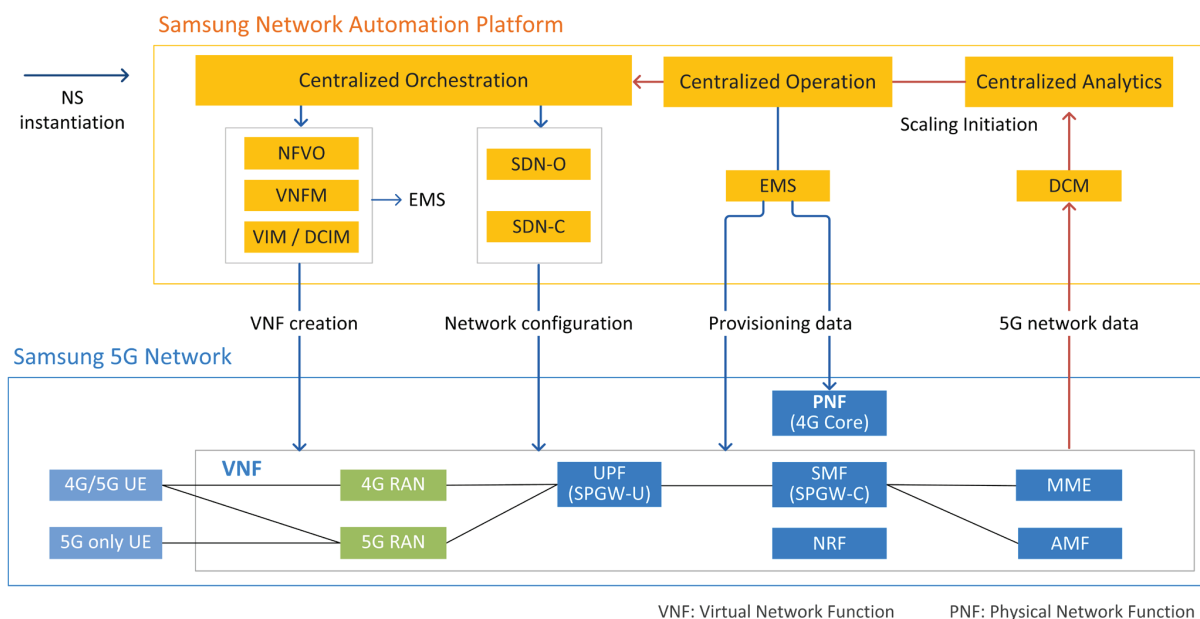 Samsung Network Automation Platform
NS
instantiation
Centralized Orchestration
Centralized Operation
Centralized Analytics
Scaling Initiation
NFVO
VNFM
VIM / DCIM
EMS
SDN-O
SDN-C
EMS
DCM
VNF creation
Network configuration
Provisioning data
5G network data
Samsung 5G Network
PNF
(4G Core)
VNF
4G/5G UE
4G RAN
UPF
(SPGW-U)
SMF
(SPGW-C)
MME
5G only UE
5G RAN
NRF
AMF
VNF: Virtual Network Function
PNF: Physical Network Function